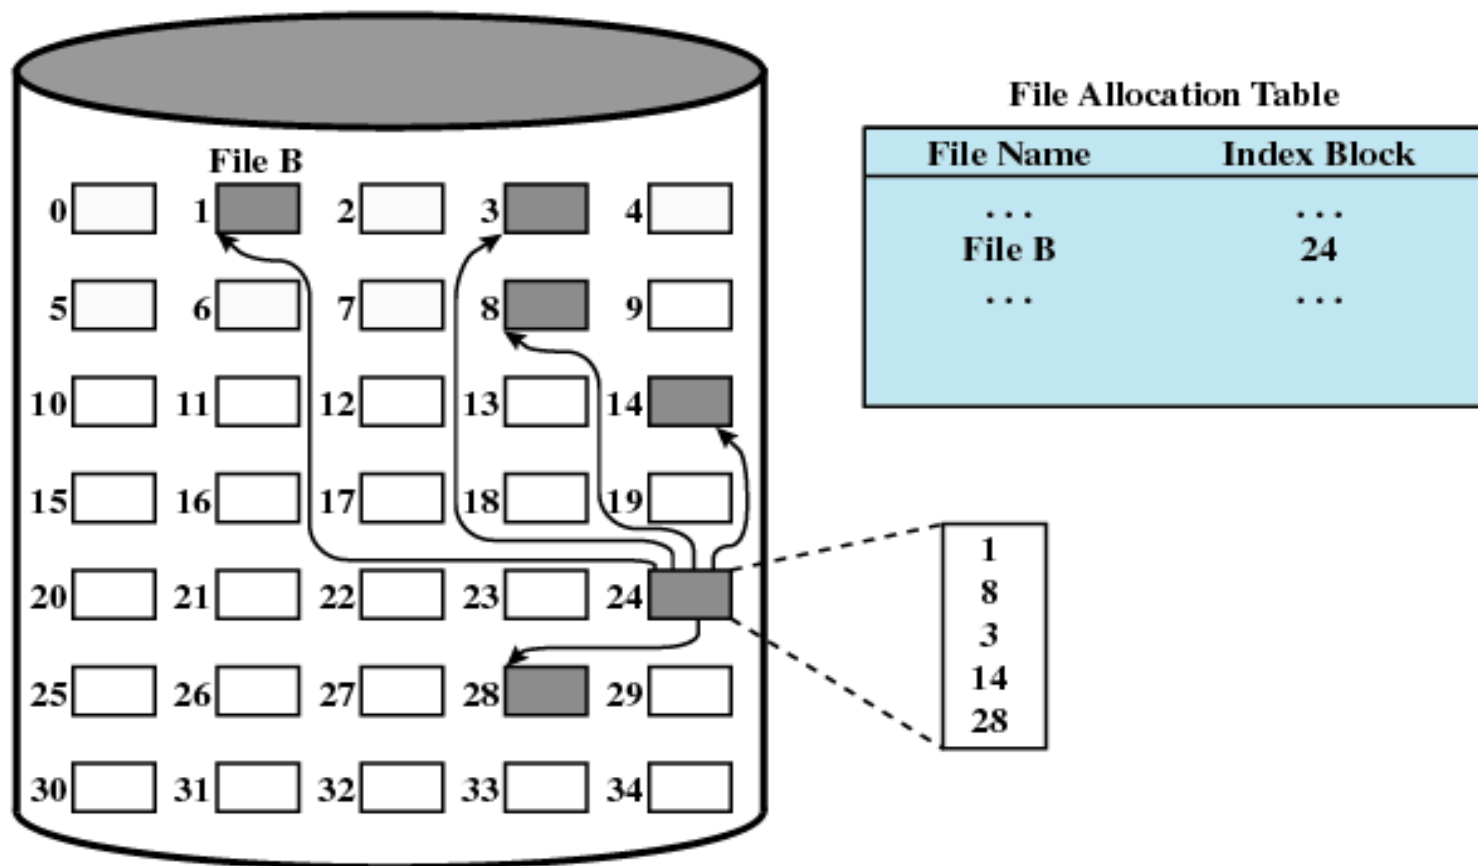 File Allocation Table
File Name Index Block
. . . . . .
File B 24
. . . . . .
File B
0 1 2 3 4
5 6 7 8 9
10 11 12 13 14
15 16 17 18 19
20 21 22 23 24
25 26 27 28 29
30 31 32 33 34
1
8
3
14
28